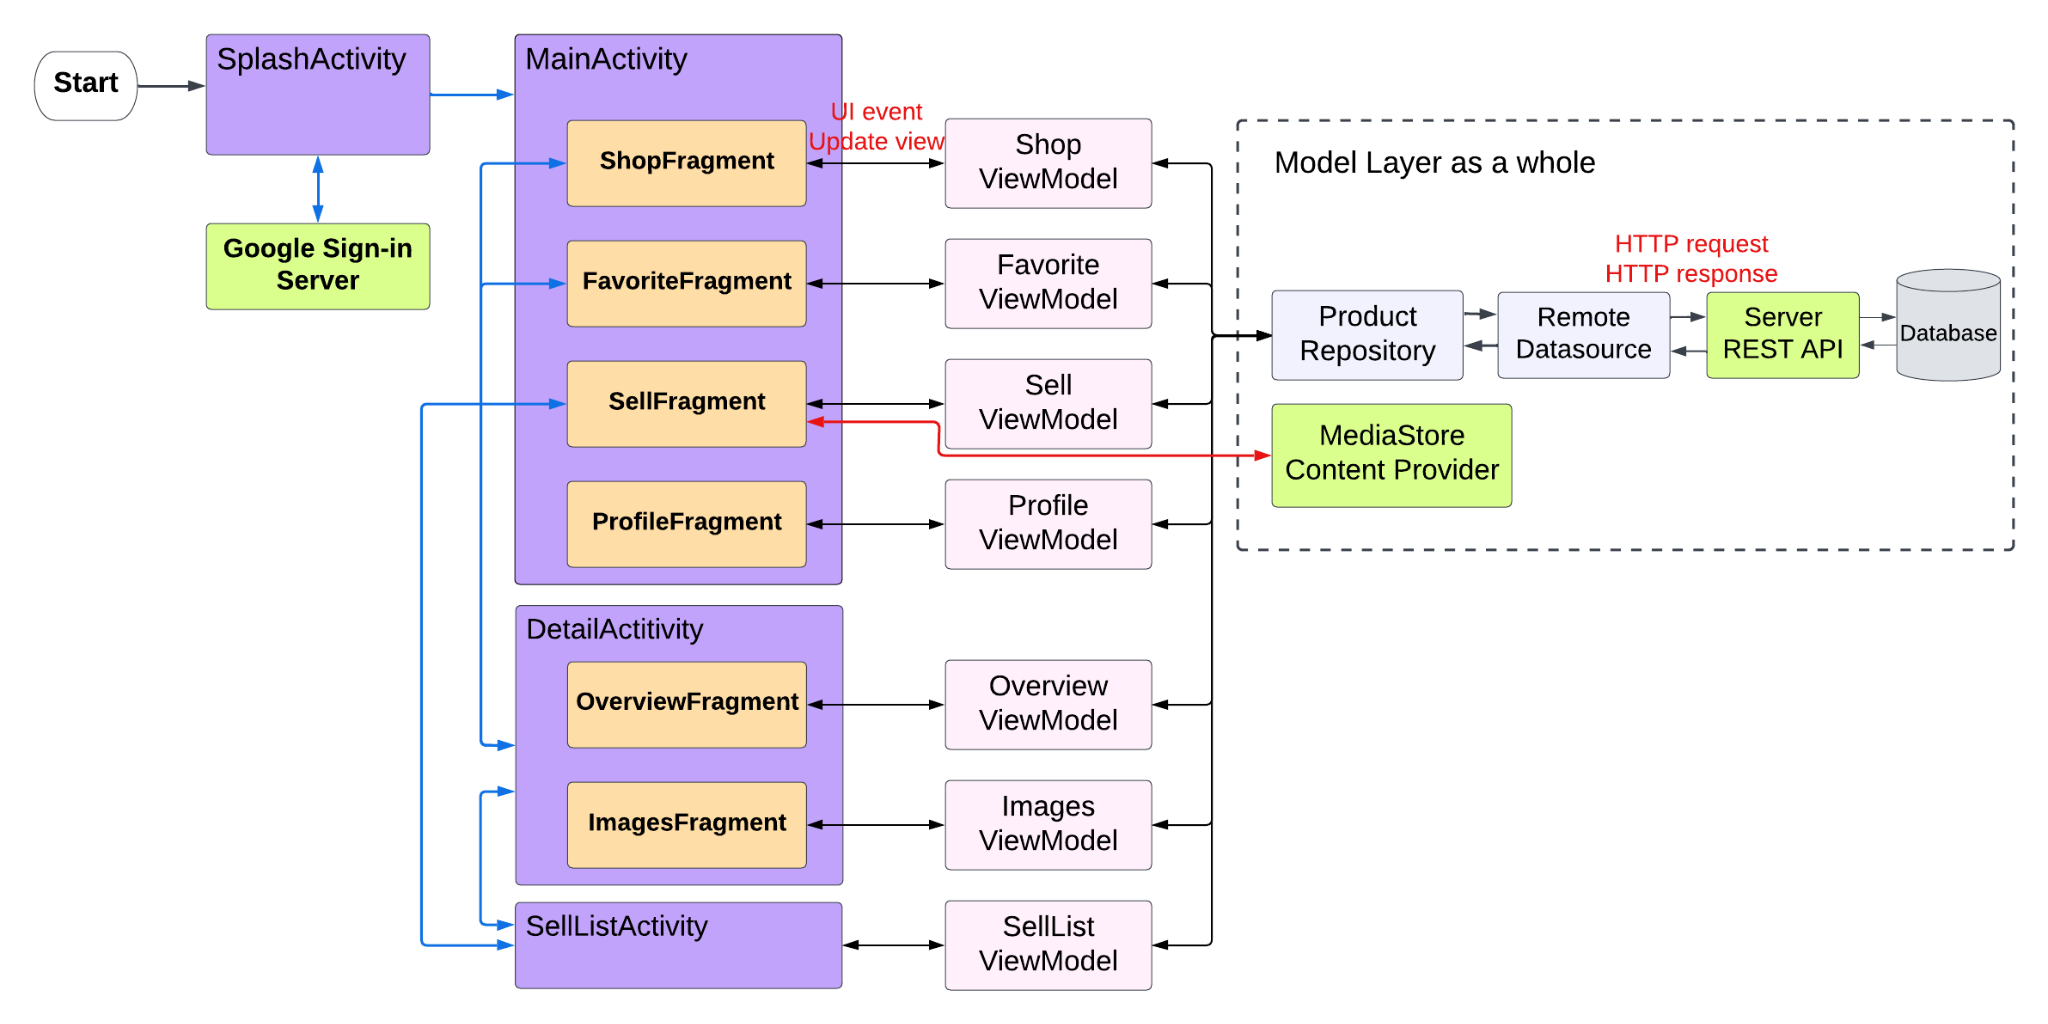 Start
SplashActivity
Google Sign-in
Server
MainActivity
UI event
Update view
ShopFragment
FavoriteFragment
SellFragment
ProfileFragment
DetailActitivity
OverviewFragment
ImagesFragment
SellListActivity
Shop
ViewModel
Favorite
ViewModel
Sell
ViewModel
Profile
ViewModel
Overview
ViewModel
Images
ViewModel
SellList
ViewModel
Model Layer as a whole
HTTP request
HTTP response
Product
Repository
Remote
Datasource
Server
REST API
Database
MediaStore
Content Provider